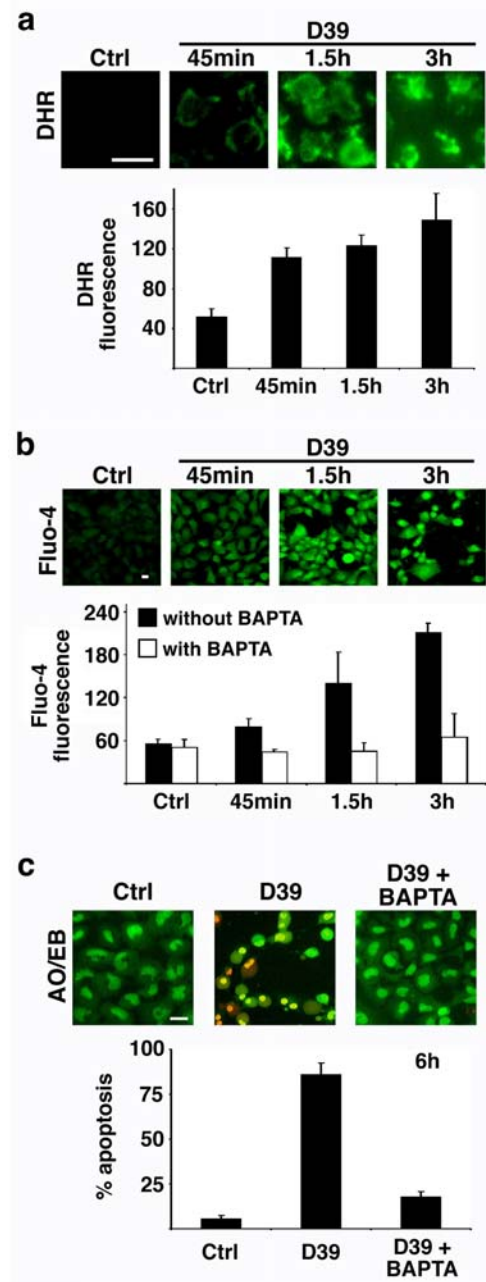 a
D39
Ctrl 45min 1.5h 3h
DHR
160
120
80
40
DHR
fluorescence
Ctrl 45min 1.5h 3h
b
D39
Ctrl 45min 1.5h 3h
Fluo-4
240
180
120
60
Fluo-4
fluorescence
without BAPTA
with BAPTA
Ctrl 45min 1.5h 3h
c
Ctrl D39 D39 +
BAPTA
AO/EB
100
75
50
25
% apoptosis
6h
Ctrl D39 D39 +
BAPTA